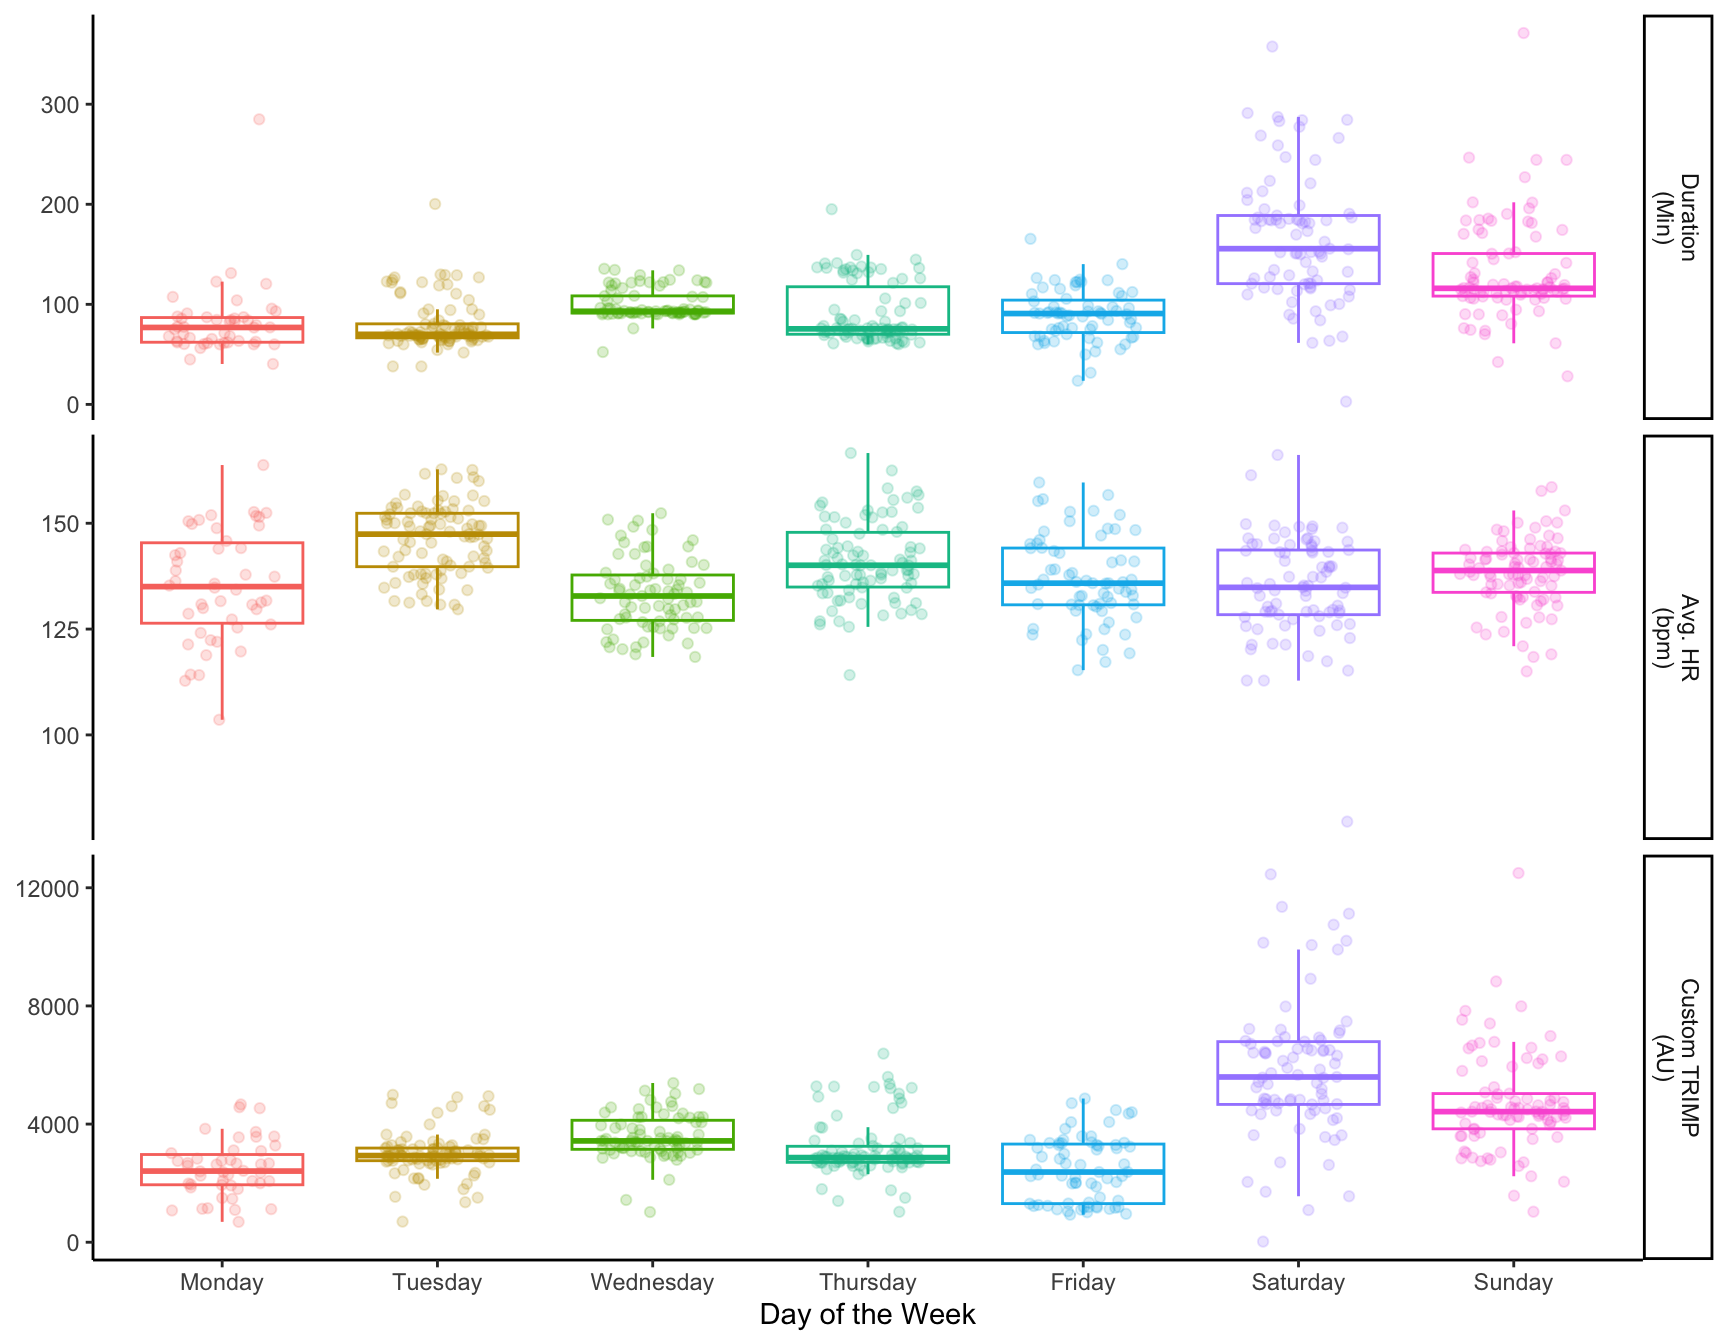 300
200
100
0
Duration
(Min)
150
125
100
Avg. HR
(bpm)
12000
8000
4000
0
Custom TRIMP
(AU)
Monday Tuesday Wednesday Thursday Friday Saturday Sunday
Day of the Week